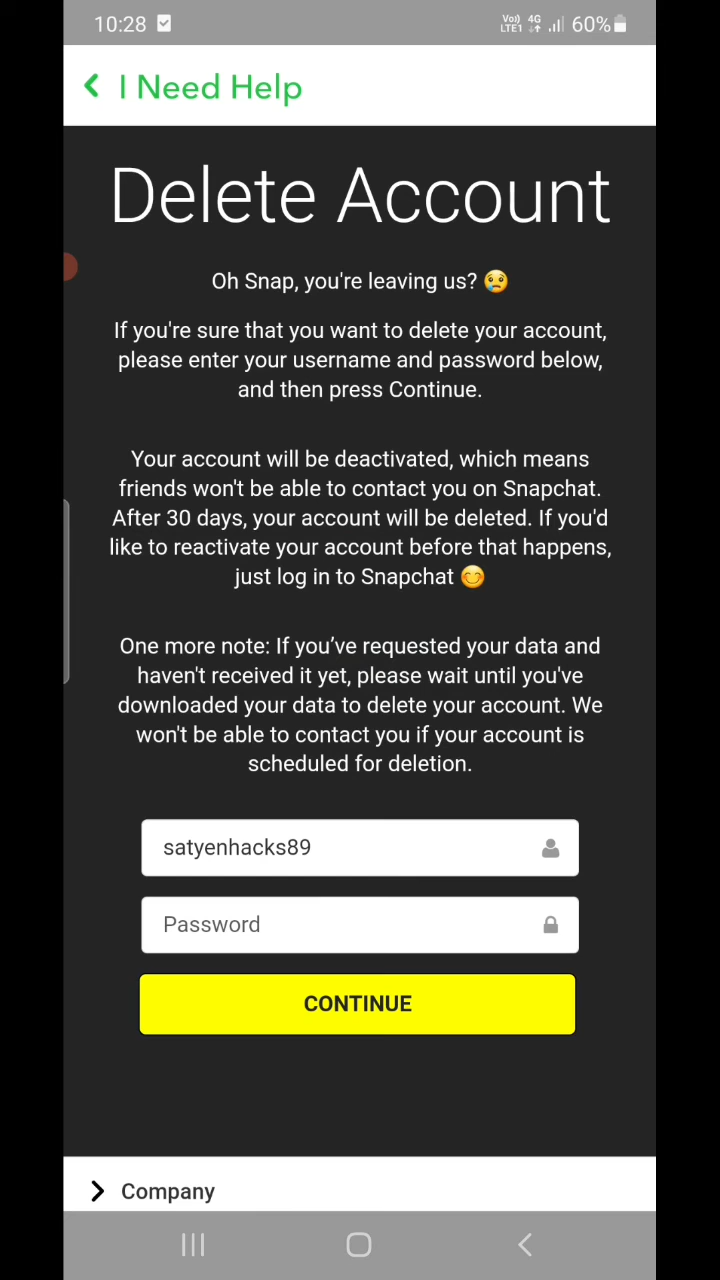 10:28
Vo)) LTE1 4G 60%
I Need Help
Delete Account
Oh Snap, you're leaving us? 😢
If you're sure that you want to delete your account,
please enter your username and password below,
and then press Continue.
Your account will be deactivated, which means
friends won't be able to contact you on Snapchat.
After 30 days, your account will be deleted. If you'd
like to reactivate your account before that happens,
just log in to Snapchat 😊
One more note: If you’ve requested your data and
haven't received it yet, please wait until you've
downloaded your data to delete your account. We
won't be able to contact you if your account is
scheduled for deletion.
satyenhacks89
Password
CONTINUE
Company